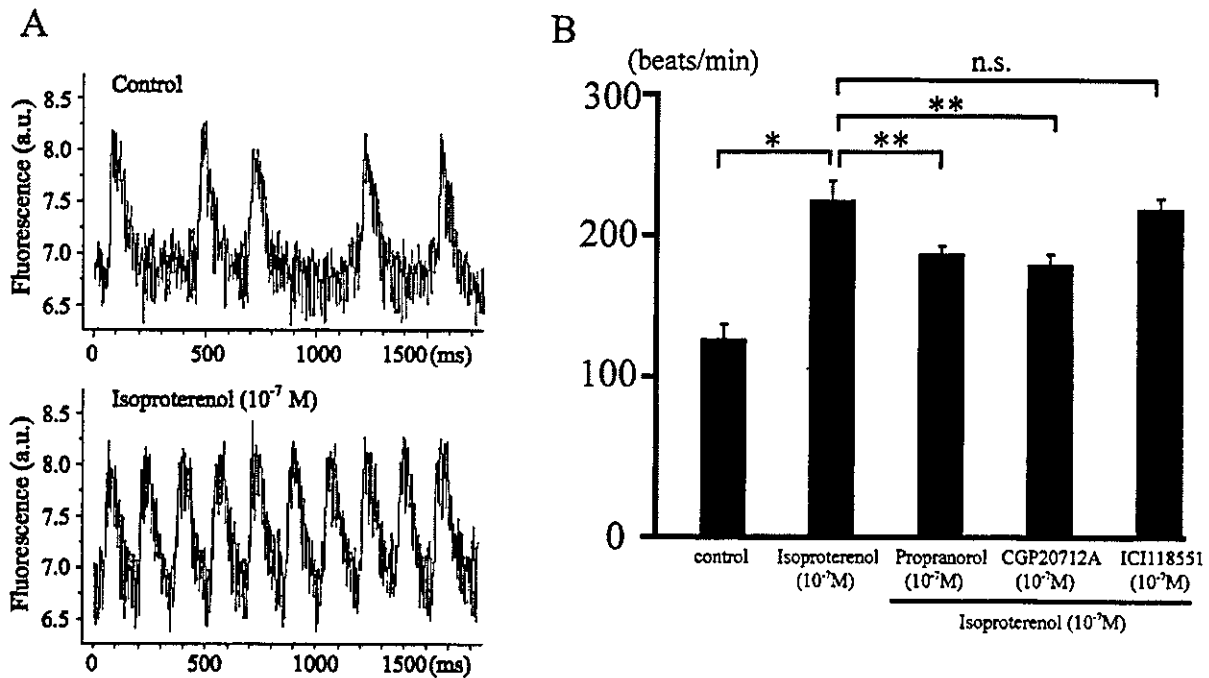 A
Control
Fluorescence (a.u.)
8.5
8.0
7.5
7.0
6.5
0 500 1000 1500(ms)
Isoproterenol (10⁻⁷ M)
Fluorescence (a.u.)
8.5
8.0
7.5
7.0
6.5
0 500 1000 1500(ms)
B
(beats/min)
n.s.
**
* **
300
200
100
0
control Isoproterenol Propranorol CGP20712A ICI118551
(10⁻⁷M) (10⁻⁷M) (10⁻⁷M) (10⁻⁷M)
Isoproterenol (10⁻⁷M)